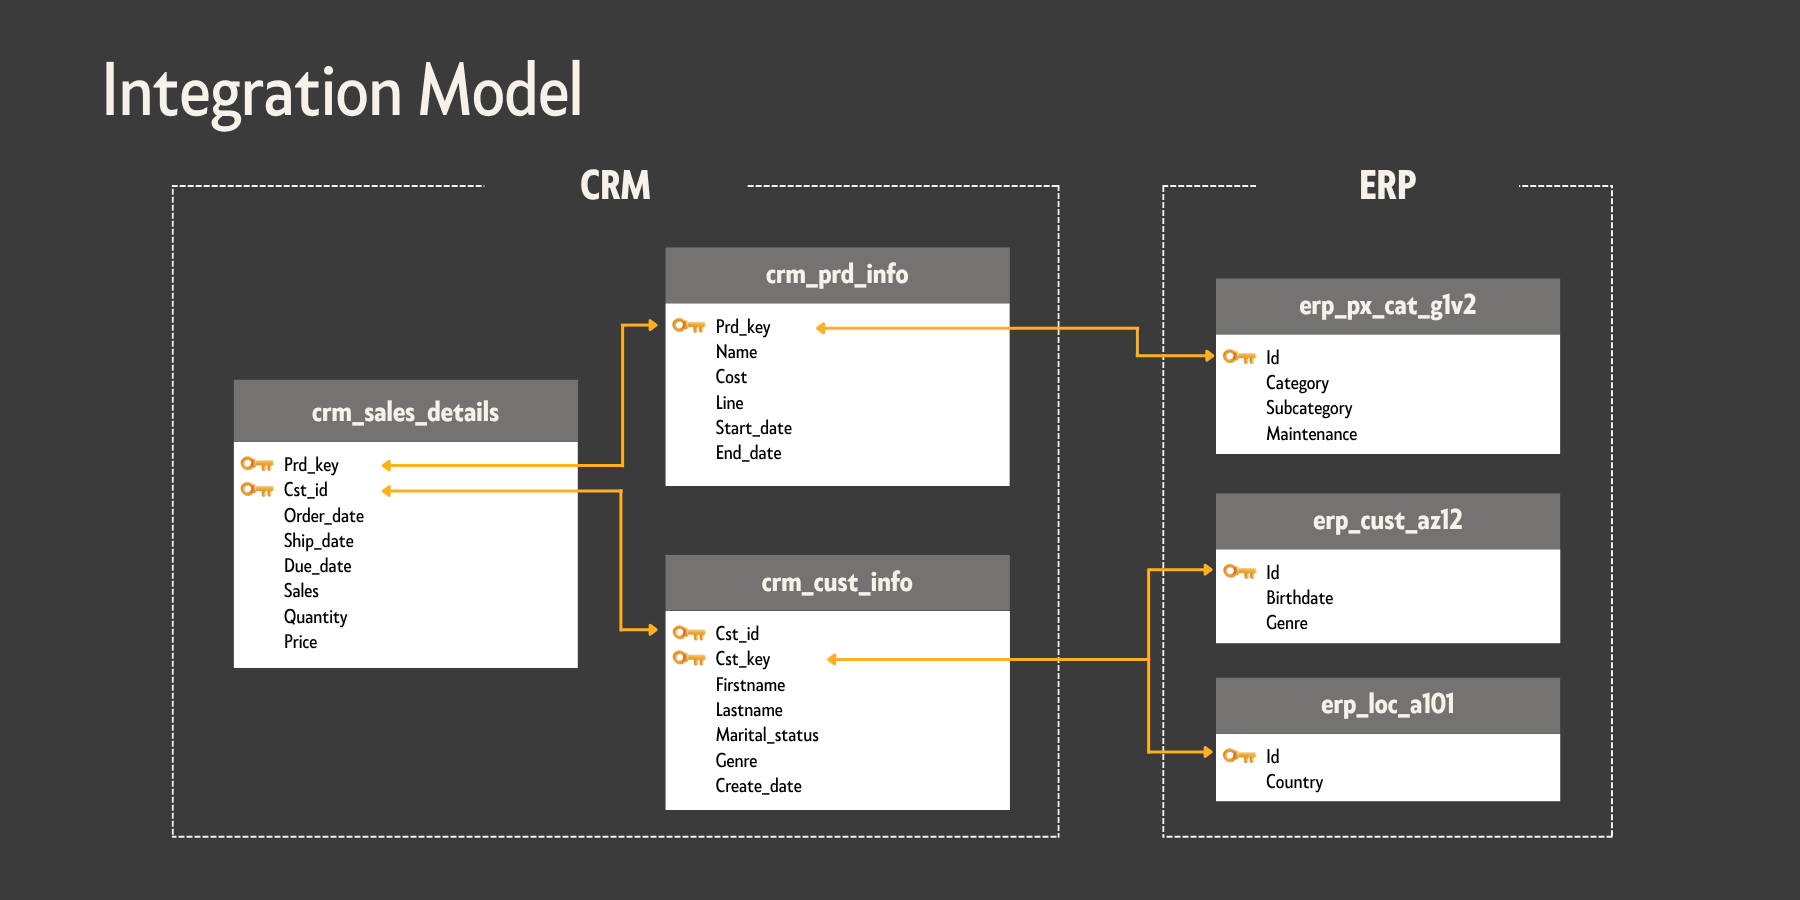 Integration Model
CRM
crm_sales_details
Prd_key
Cst_id
Order_date
Ship_date
Due_date
Sales
Quantity
Price
crm_prd_info
Prd_key
Name
Cost
Line
Start_date
End_date
crm_cust_info
Cst_id
Cst_key
Firstname
Lastname
Marital_status
Genre
Create_date
ERP
erp_px_cat_g1v2
Id
Category
Subcategory
Maintenance
erp_cust_az12
Id
Birthdate
Genre
erp_loc_a101
Id
Country